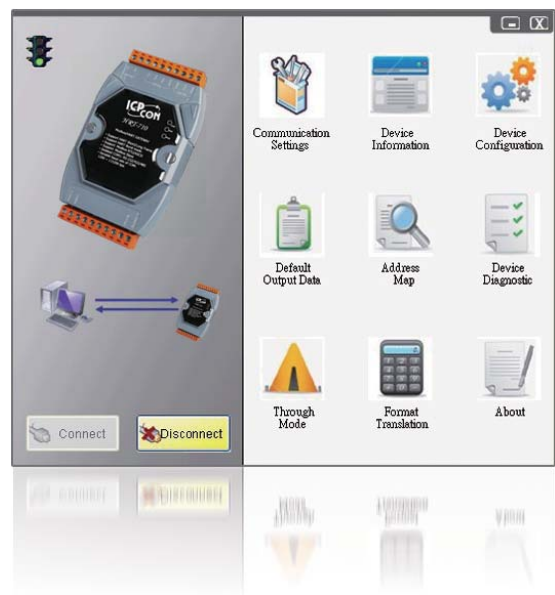 ICP
CON
Communication
Settings
Device
Information
Device
Configuration
Default
Output Data
Address
Map
Device
Diagnostic
Through
Mode
Format
Translation
About
Connect
Disconnect